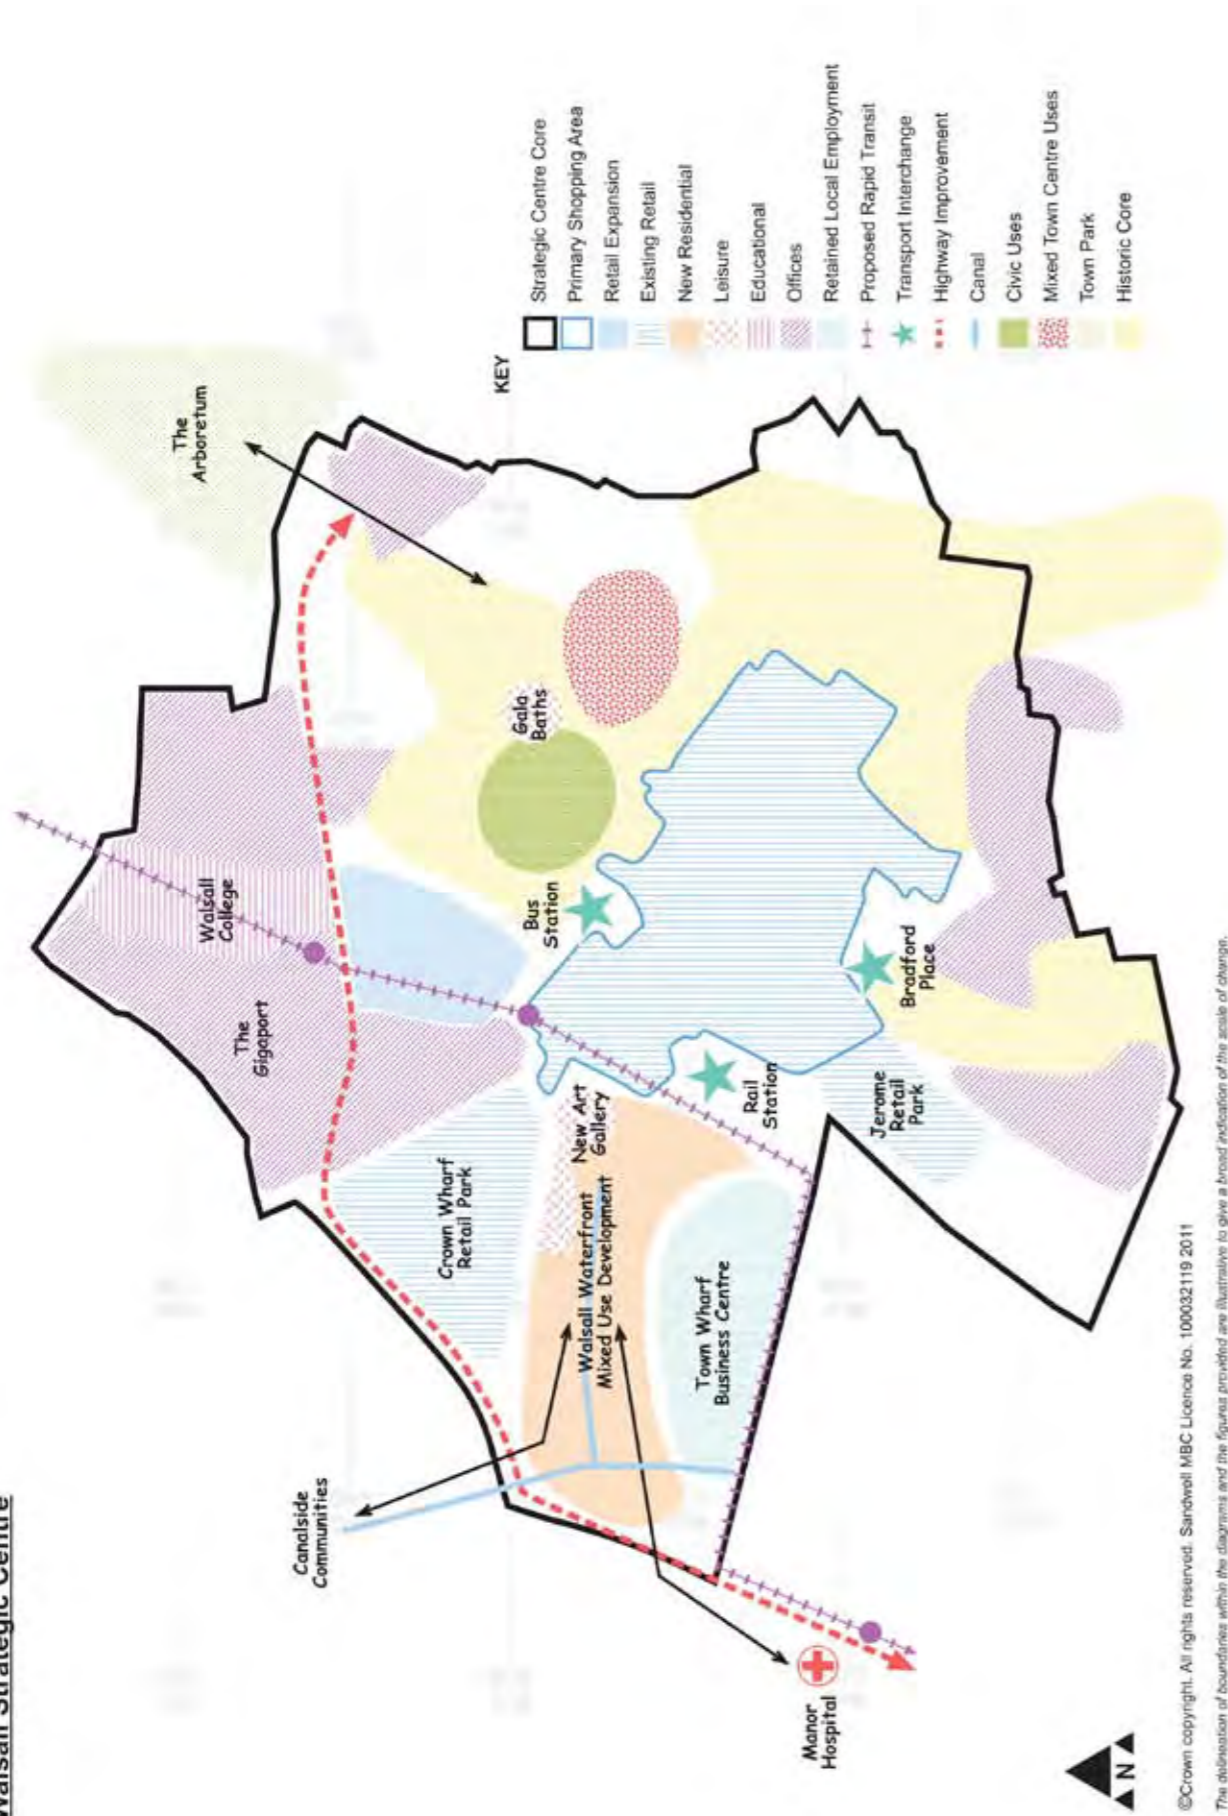 Walsall Strategic Centre
The
Arboretum
Walsall
College
The
Gigaport
Gala
Baths
Bus
Station
Crown Wharf
Retail Park
New Art
Gallery
Walsall Waterfront
Mixed Use Development
Canalside
Communities
Rail
Station
Town Wharf
Business Centre
Bradford
Place
Jerome
Retail
Park
Manor
Hospital
N
KEY
Strategic Centre Core
Primary Shopping Area
Retail Expansion
Existing Retail
New Residential
Leisure
Educational
Offices
Retained Local Employment
Proposed Rapid Transit
Transport Interchange
Highway Improvement
Canal
Civic Uses
Mixed Town Centre Uses
Town Park
Historic Core
©Crown copyright. All rights reserved. Sandwell MBC Licence No. 100032119 2011
The delineation of boundaries within the diagrams and the figures provided are illustrative to give a broad indication of the scale of change.